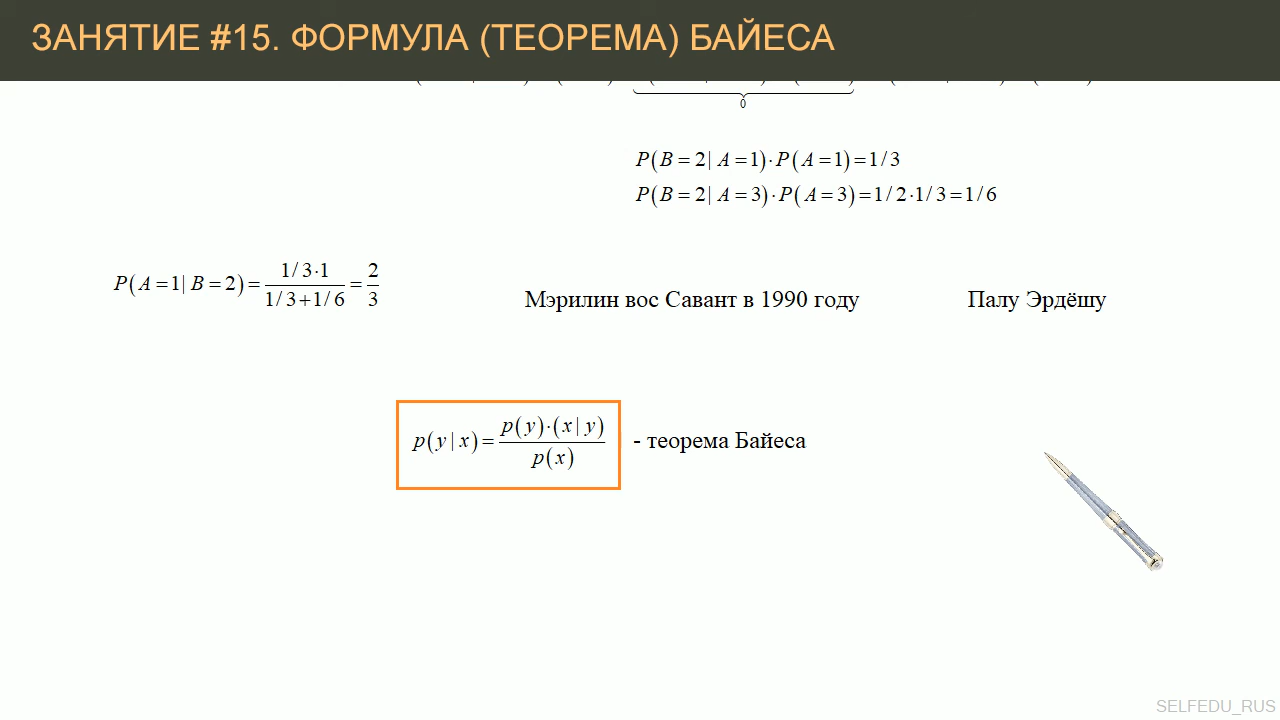 ЗАНЯТИЕ #15. ФОРМУЛА (ТЕОРЕМА) БАЙЕСА
0
P(B = 2| A = 1)·P(A = 1) = 1/3
P(B = 2| A = 3)·P(A = 3) = 1/2·1/3 = 1/6
P(A = 1| B = 2) = (1/3·1)/(1/3+1/6) = 2/3
Мэрилин вос Савант в 1990 году Палу Эрдёшу
p(y|x) = p(y)·(x|y)/p(x) - теорема Байеса
SELFEDU_RUS